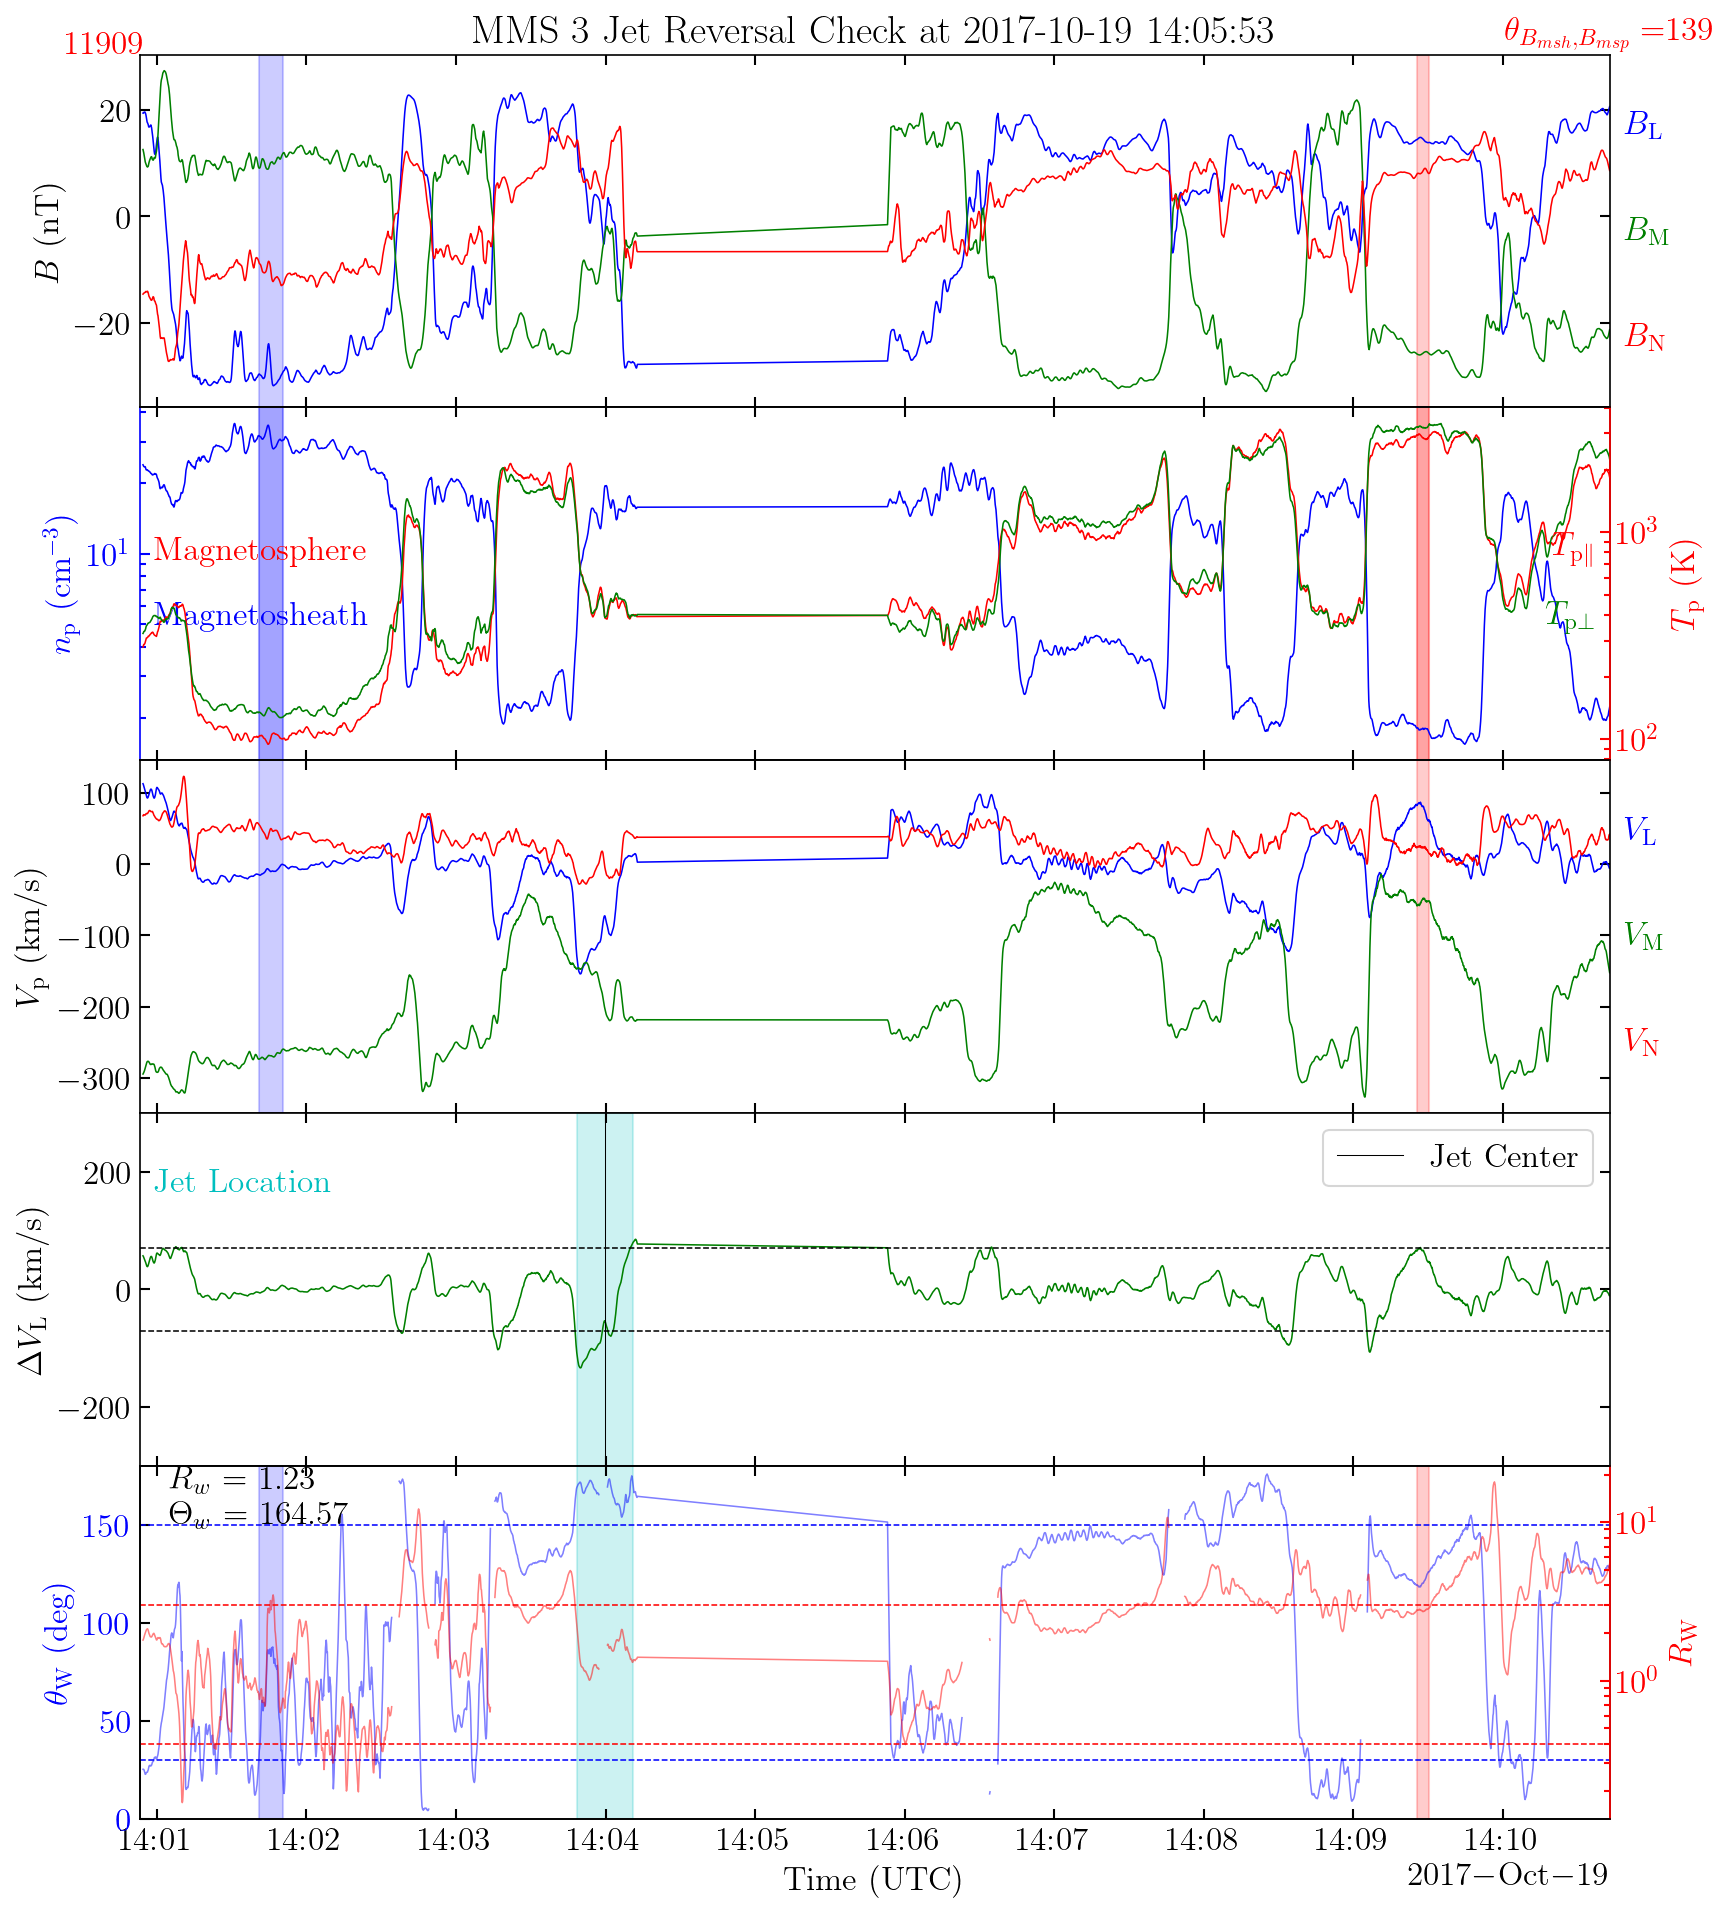 MMS 3 Jet Reversal Check at 2017-10-19 14:05:53
11909
θ_{B_{msh},B_{msp}} =139
20
0
−20
B (nT)
B_L
B_M
B_N
10^1
n_p (cm^{−3})
Magnetosphere
Magnetosheath
T_{p∥}
T_{p⊥}
10^3
10^2
T_p (K)
100
0
−100
−200
−300
V_p (km/s)
V_L
V_M
V_N
200
0
−200
ΔV_L (km/s)
Jet Location
Jet Center
R_w = 1.23
Θ_w = 164.57
150
100
50
0
θ_W (deg)
10^1
10^0
R_W
14:01 14:02 14:03 14:04 14:05 14:06 14:07 14:08 14:09 14:10
Time (UTC)
2017−Oct−19